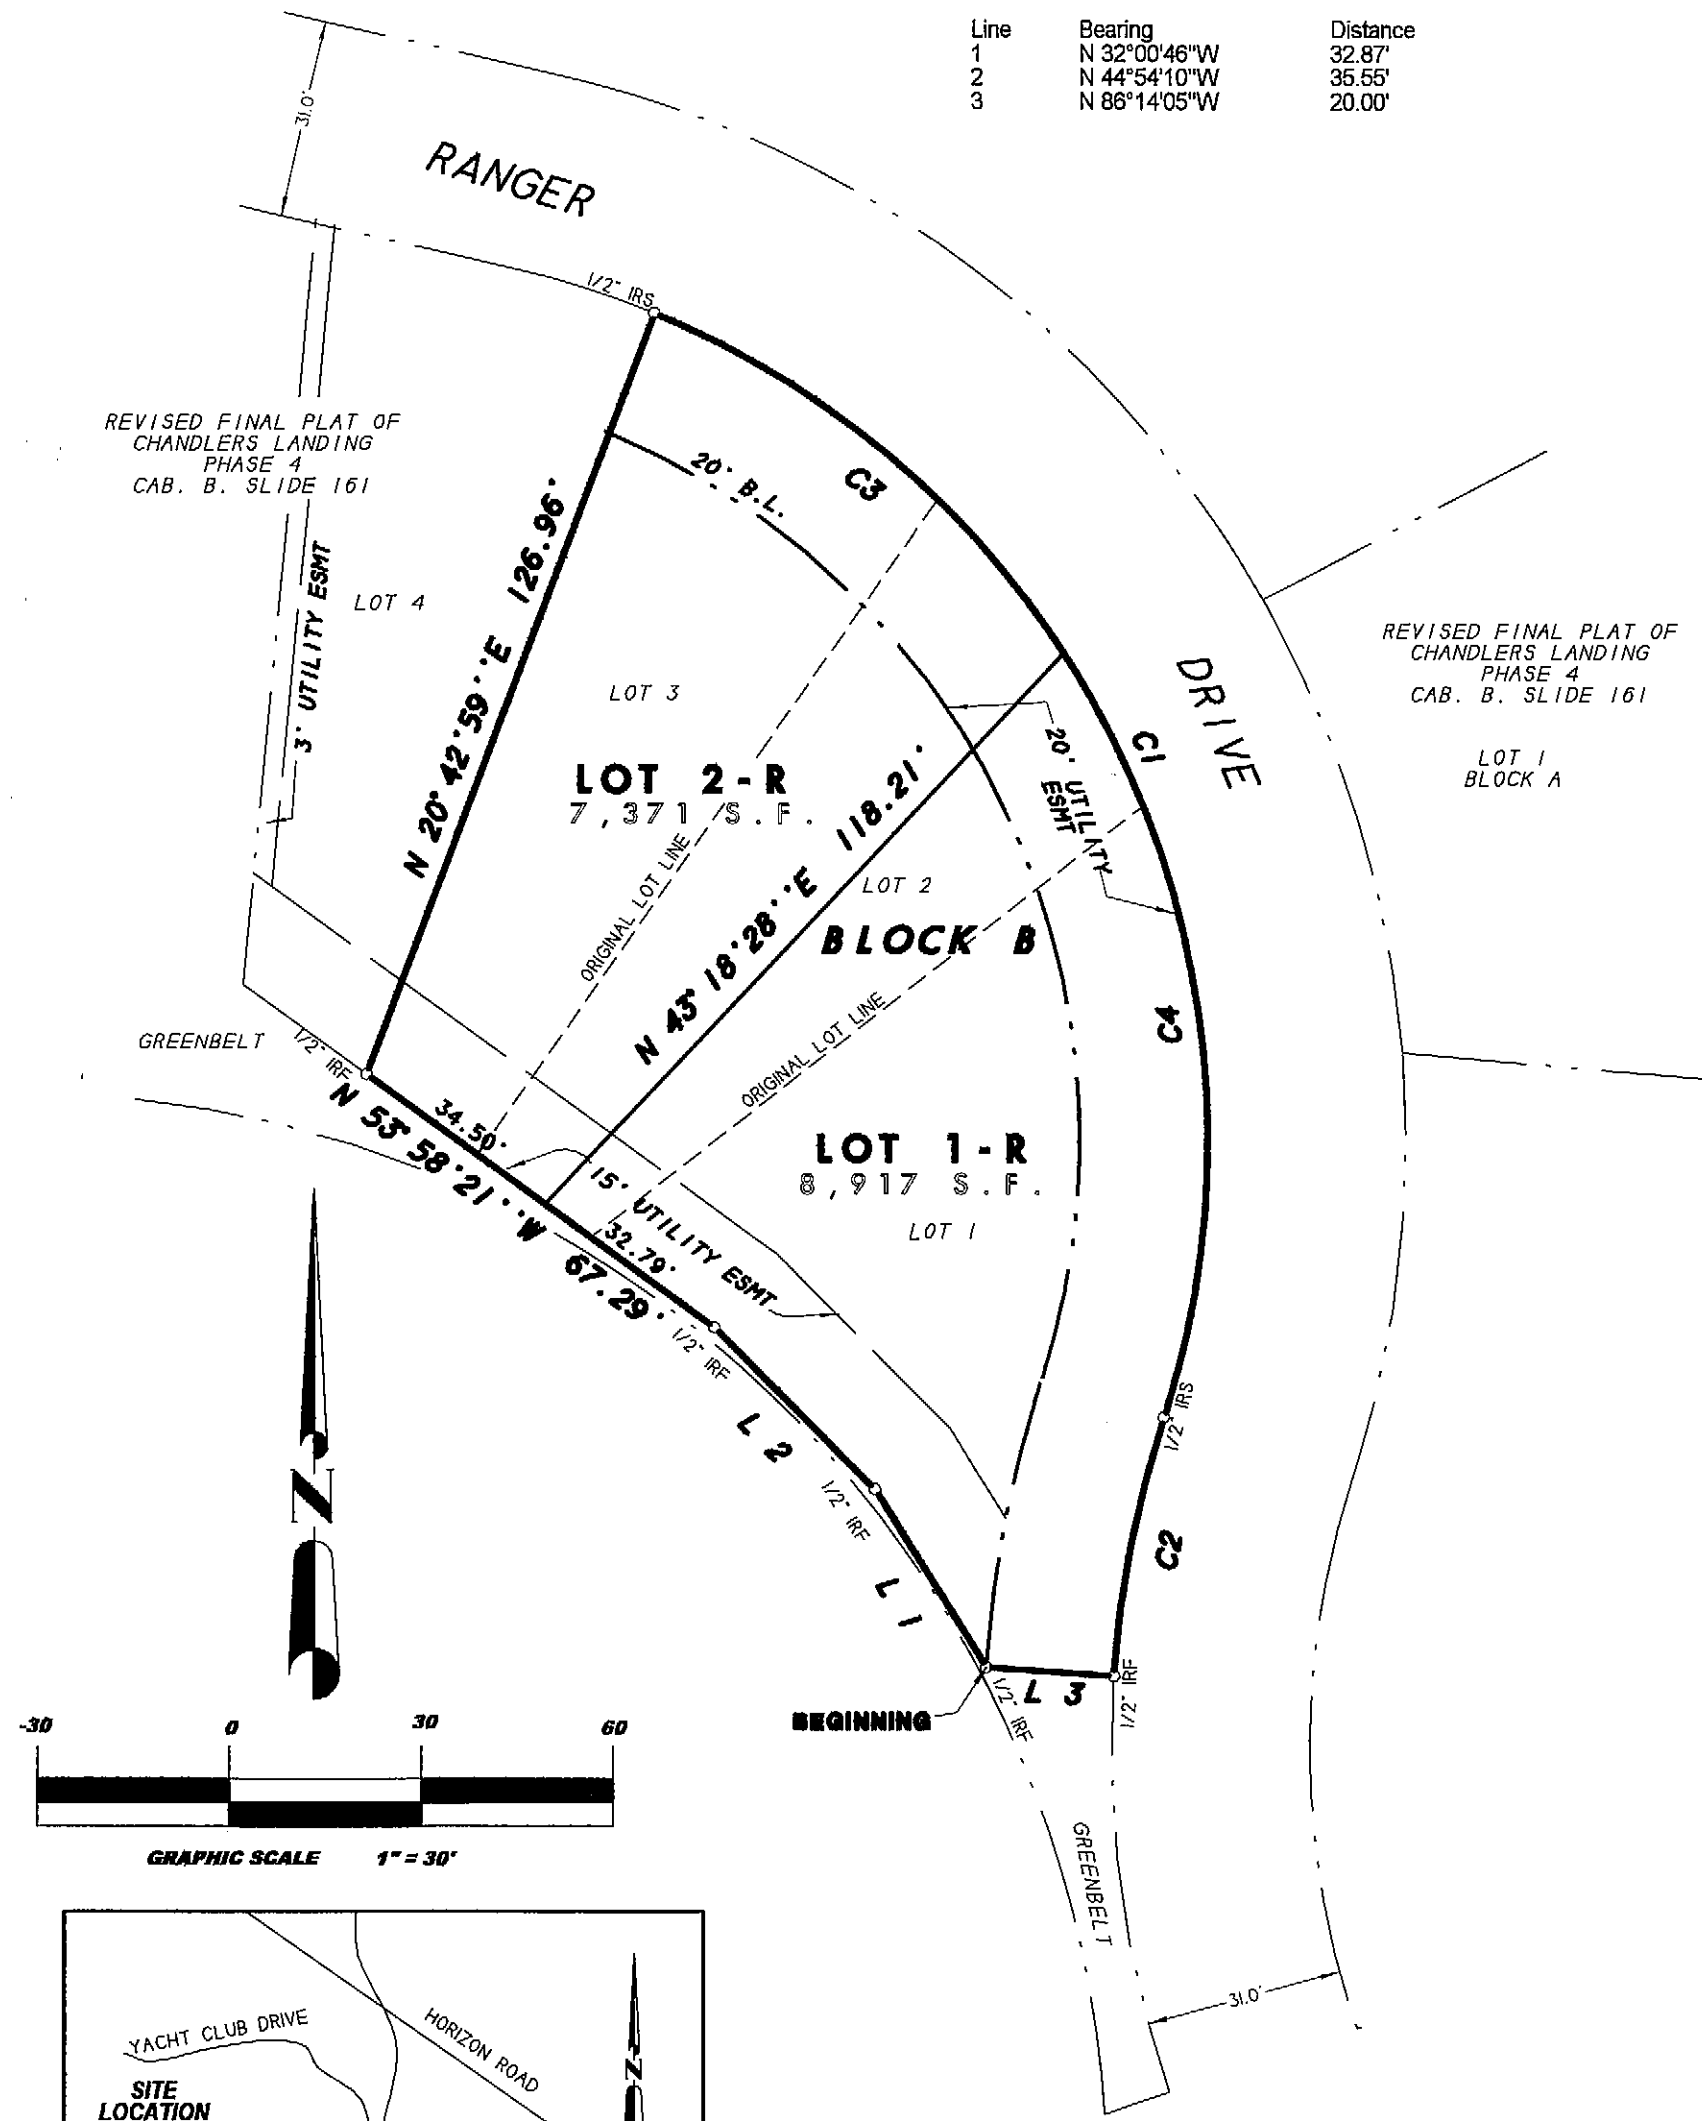 Line Bearing Distance
1 N 32°00'46"W 32.87'
2 N 44°54'10"W 35.55'
3 N 86°14'05"W 20.00'
31.0'
RANGER
1/2" IRS
REVISED FINAL PLAT OF
CHANDLERS LANDING
PHASE 4
CAB. B. SLIDE 161
3' UTILITY ESMT
LOT 4
N 20°42'59''E 126.96'
20' B.L.
C3
LOT 3
LOT 2-R
7,371 S.F.
ORIGINAL LOT LINE
N 43°18'28''E 118.21'
DRIVE
C1
20' UTILITY
ESMT
REVISED FINAL PLAT OF
CHANDLERS LANDING
PHASE 4
CAB. B. SLIDE 161
LOT 1
BLOCK A
LOT 2
BLOCK B
ORIGINAL LOT LINE
C4
GREENBELT
1/2" IRF
N 53°58'21''W 67.29'
34.50'
15' UTILITY ESMT
32.79'
LOT 1-R
8,917 S.F.
LOT 1
1/2" IRF
L 2
1/2" IRF
1/2" IRS
C2
L 1
N
BEGINNING
1/2" IRF
L 3
1/2" IRF
-30 0 30 60
GRAPHIC SCALE 1" = 30'
GREENBELT
31.0'
YACHT CLUB DRIVE
HORIZON ROAD
N
SITE
LOCATION